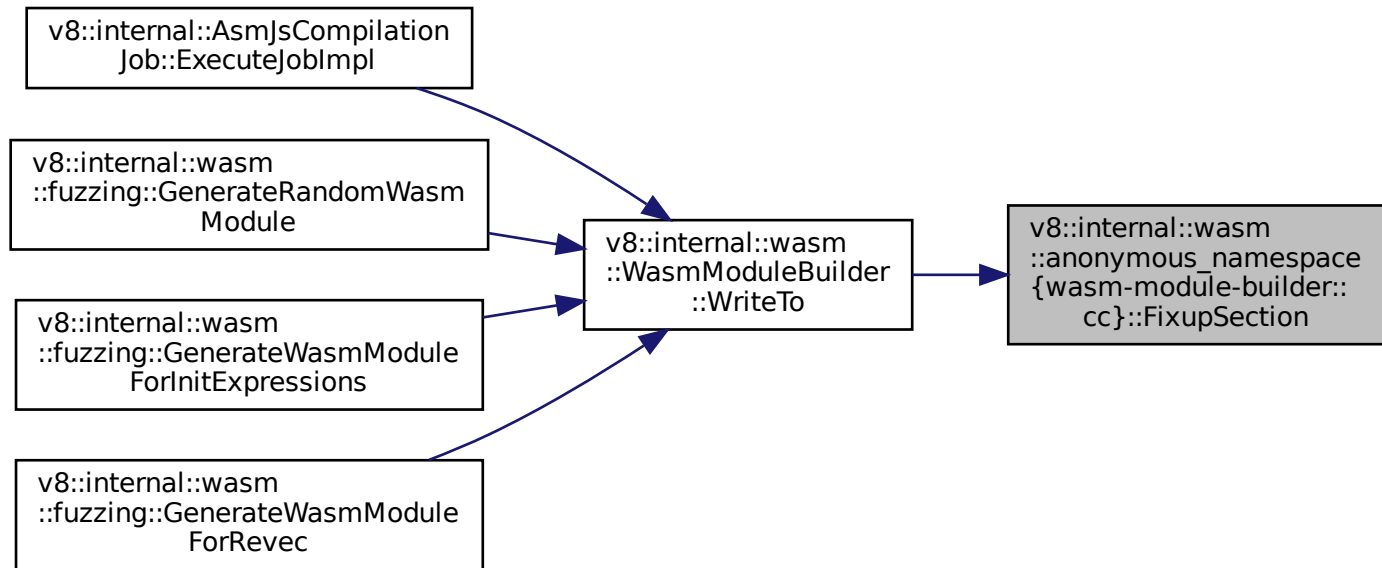 v8::internal::AsmJsCompilation
Job::ExecuteJobImpl
v8::internal::wasm
::fuzzing::GenerateRandomWasm
Module
v8::internal::wasm
::fuzzing::GenerateWasmModule
ForInitExpressions
v8::internal::wasm
::fuzzing::GenerateWasmModule
ForRevec
v8::internal::wasm
::WasmModuleBuilder
::WriteTo
v8::internal::wasm
::anonymous_namespace
{wasm-module-builder::
cc}::FixupSection